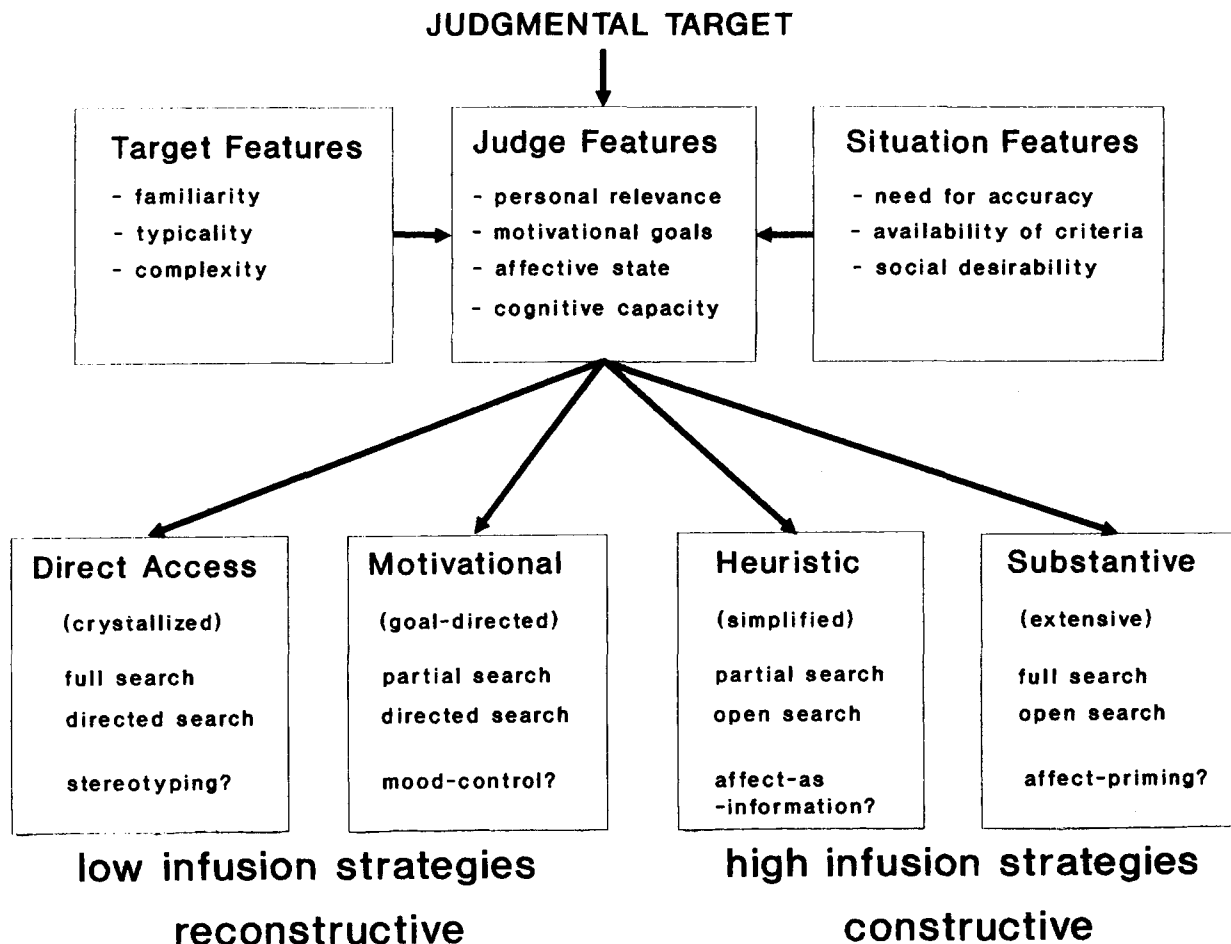 JUDGMENTAL TARGET
Target Features
- familiarity
- typicality
- complexity
Judge Features
- personal relevance
- motivational goals
- affective state
- cognitive capacity
Situation Features
- need for accuracy
- availability of criteria
- social desirability
Direct Access
(crystallized)
full search
directed search
stereotyping?
Motivational
(goal-directed)
partial search
directed search
mood-control?
Heuristic
(simplified)
partial search
open search
affect-as
-information?
Substantive
(extensive)
full search
open search
affect-priming?
low infusion strategies
reconstructive
high infusion strategies
constructive